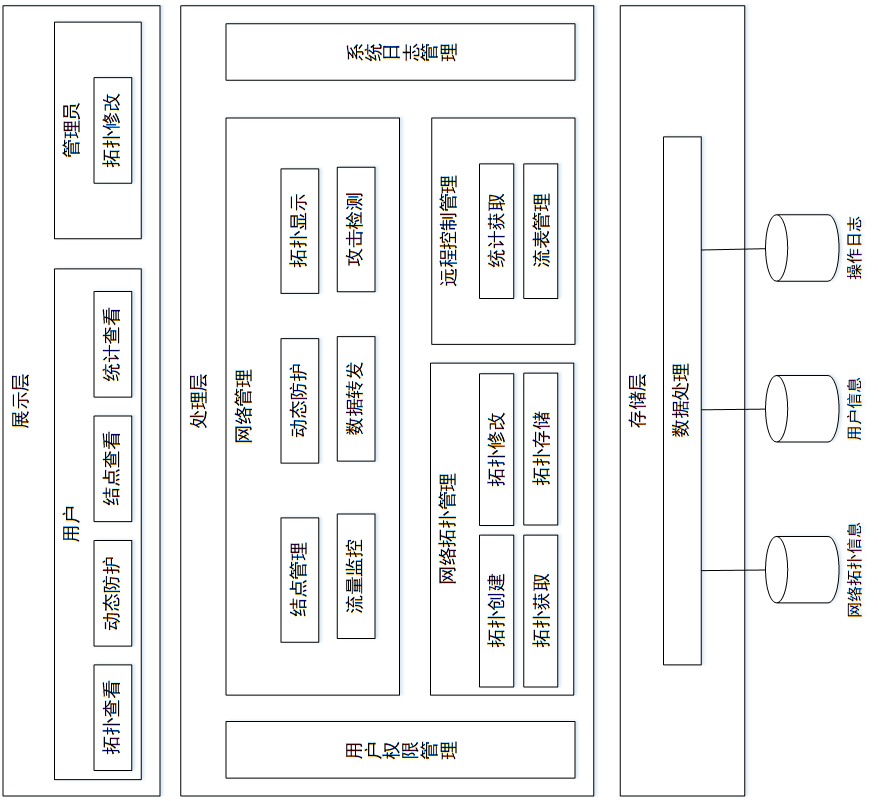 展示层
用户
拓扑查看
动态防护
结点查看
统计查看
管理员
拓扑修改
处理层
用户权限管理
网络管理
结点管理
动态防护
拓扑显示
流量监控
数据转发
攻击检测
网络拓扑管理
拓扑创建
拓扑修改
拓扑获取
拓扑存储
远程控制管理
统计获取
流表管理
系统日志管理
存储层
数据处理
网络拓扑信息
用户信息
操作日志